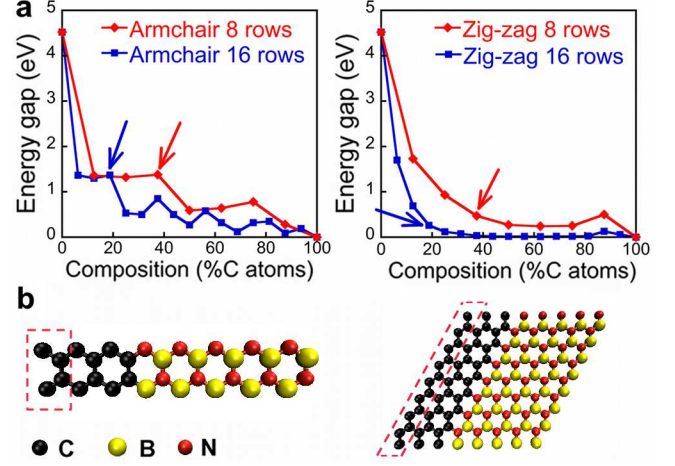 a
Armchair 8 rows
Armchair 16 rows
Energy gap (eV)
5
4
3
2
1
0
0 20 40 60 80 100
Composition (%C atoms)
Zig-zag 8 rows
Zig-zag 16 rows
Energy gap (eV)
5
4
3
2
1
0
0 20 40 60 80 100
Composition (%C atoms)
b
C B N